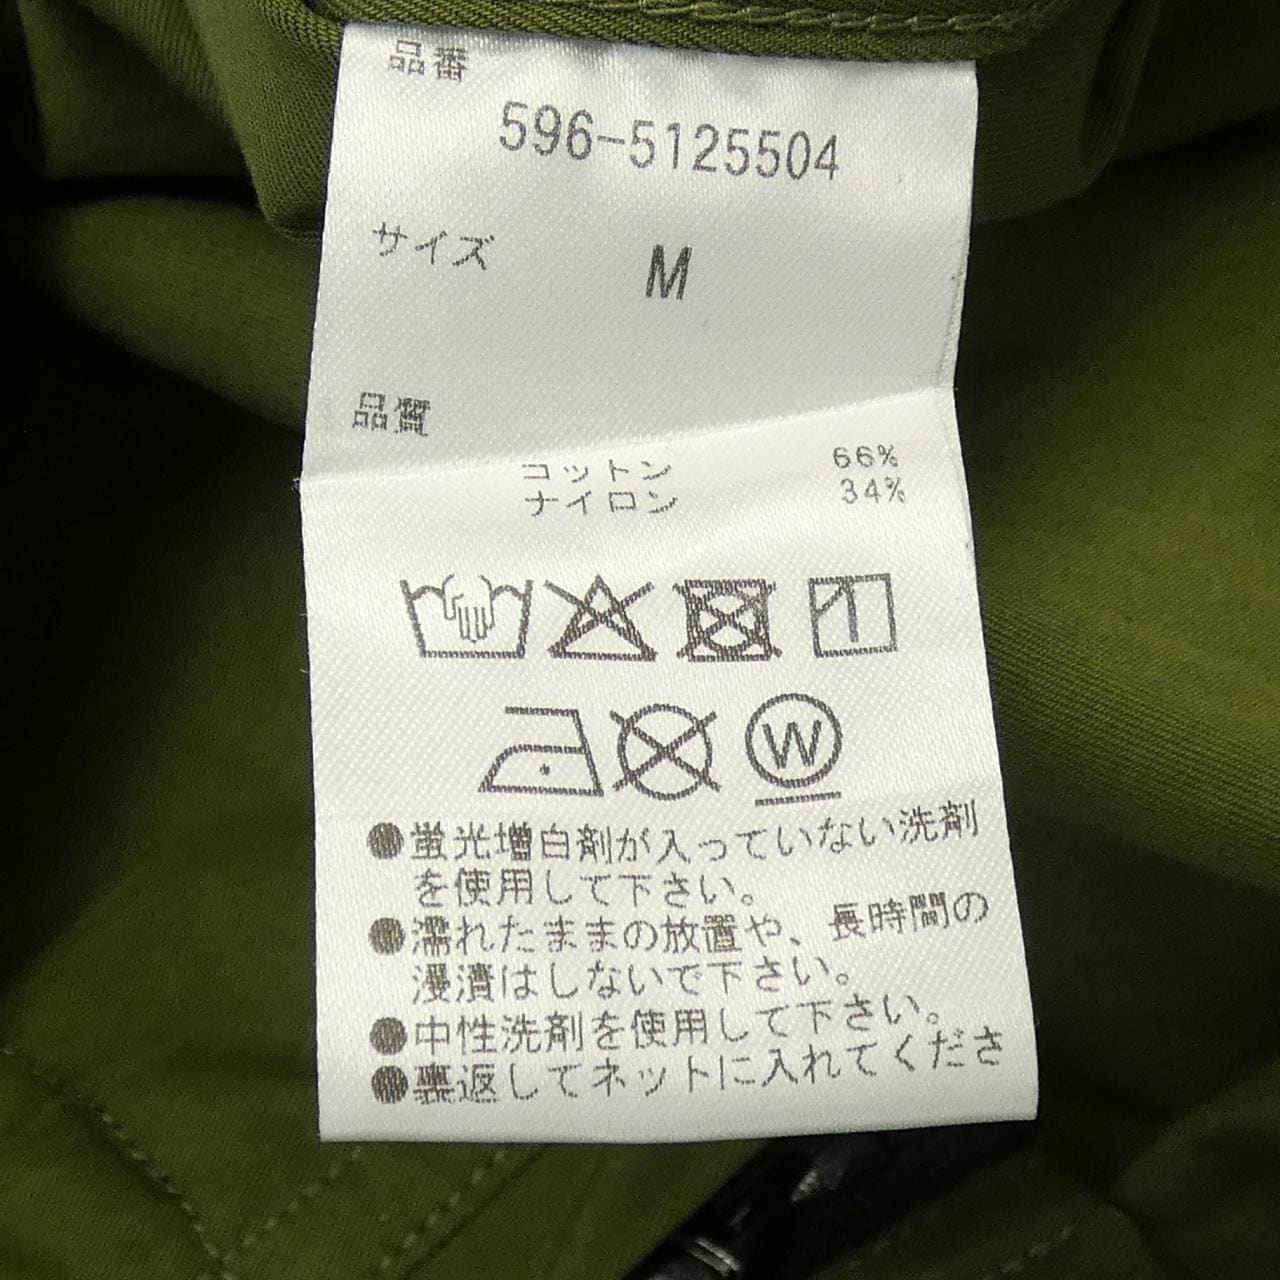 品番
596-5125504
サイズ M
品質
コットン 66%
ナイロン 34%
W
●蛍光増白剤が入っていない洗剤
を使用して下さい。
●濡れたままの放置や、長時間の
浸漬はしないで下さい。
●中性洗剤を使用して下さい。
●裏返してネットに入れてくださ